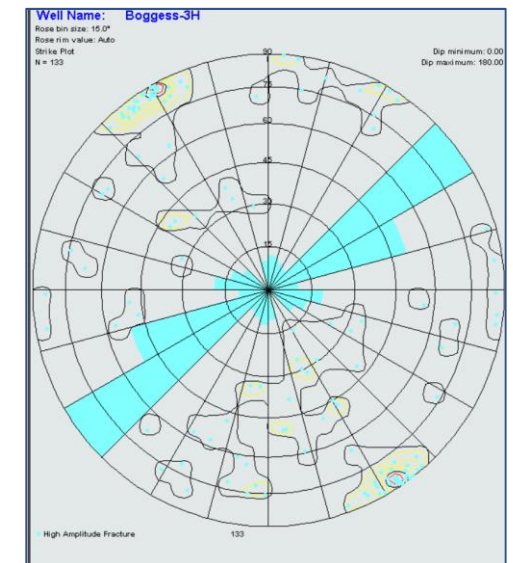 Well Name: Boggess-3H
Rose bin size: 15.0°
Rose rim value: Auto
Strike Plot
N = 133
Dip minimum: 0.00
Dip maximum: 180.00
90
75
60
45
30
15
High Amplitude Fracture 133